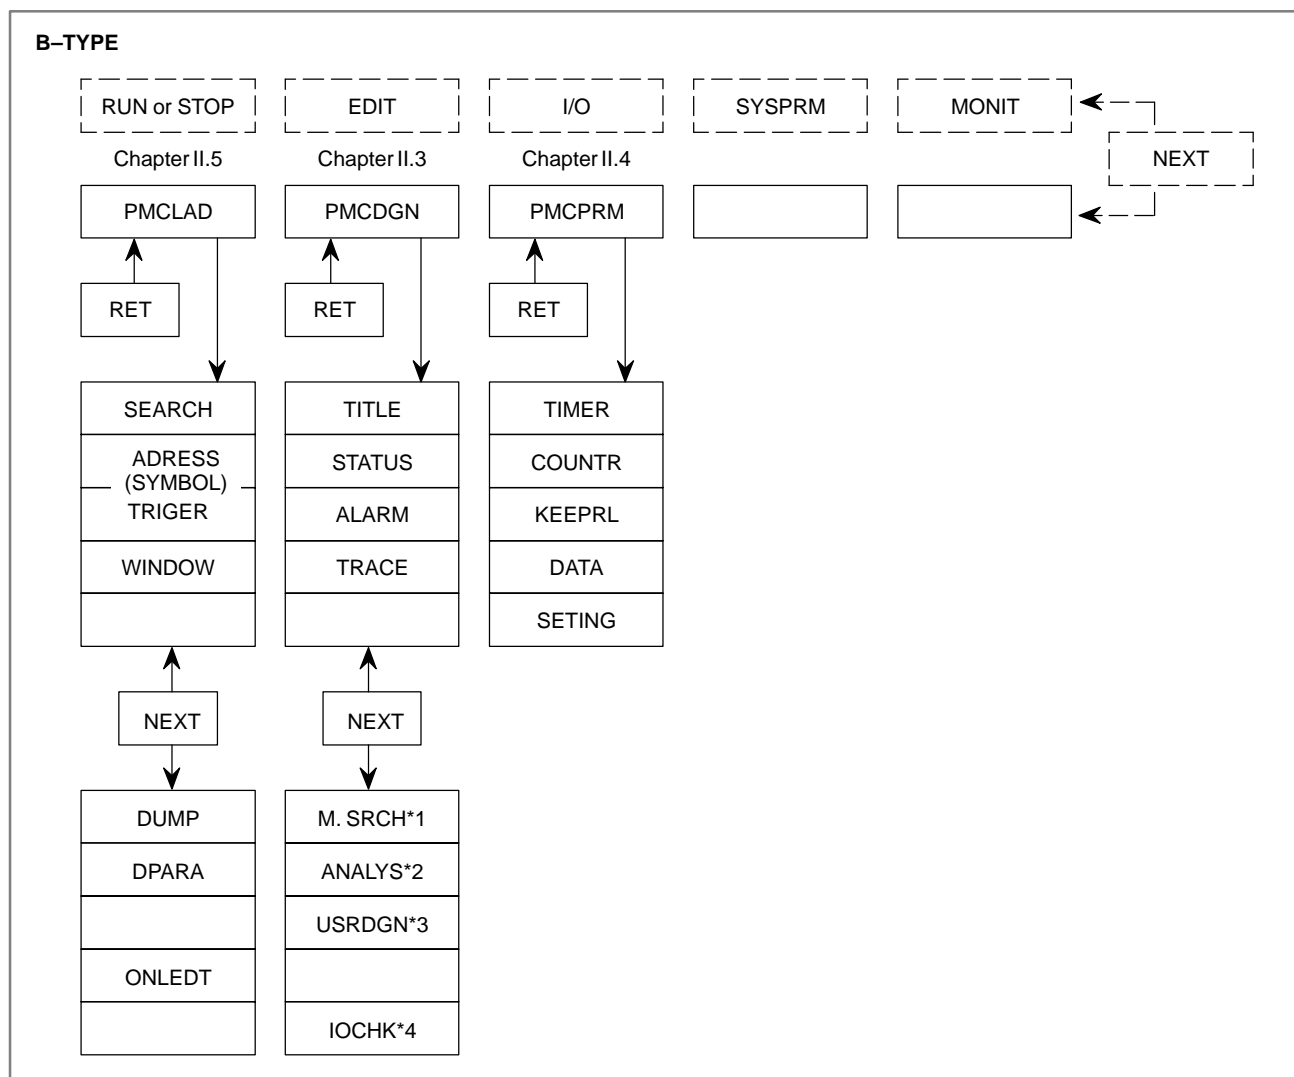 B–TYPE
RUN or STOP
EDIT
I/O
SYSPRM
MONIT
NEXT
Chapter II.5
Chapter II.3
Chapter II.4
PMCLAD
PMCDGN
PMCPRM
RET
RET
RET
SEARCH
ADRESS
(SYMBOL)
TRIGER
WINDOW
TITLE
STATUS
ALARM
TRACE
TIMER
COUNTR
KEEPRL
DATA
SETING
NEXT
NEXT
DUMP
DPARA
ONLEDT
M. SRCH*1
ANALYS*2
USRDGN*3
IOCHK*4